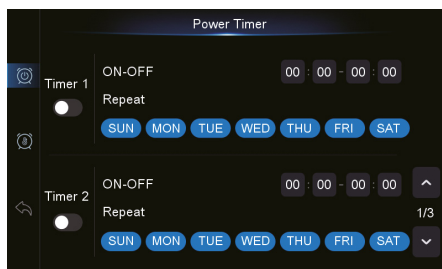 Power Timer
Timer 1
ON-OFF 00 : 00 - 00 : 00
Repeat
SUN MON TUE WED THU FRI SAT
Timer 2
ON-OFF 00 : 00 - 00 : 00
Repeat
1/3
SUN MON TUE WED THU FRI SAT